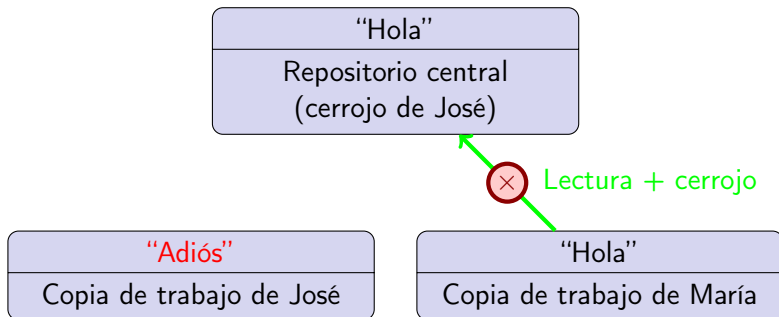 “Hola”
Repositorio central
(cerrojo de José)
× Lectura + cerrojo
“Adiós”
Copia de trabajo de José
“Hola”
Copia de trabajo de María